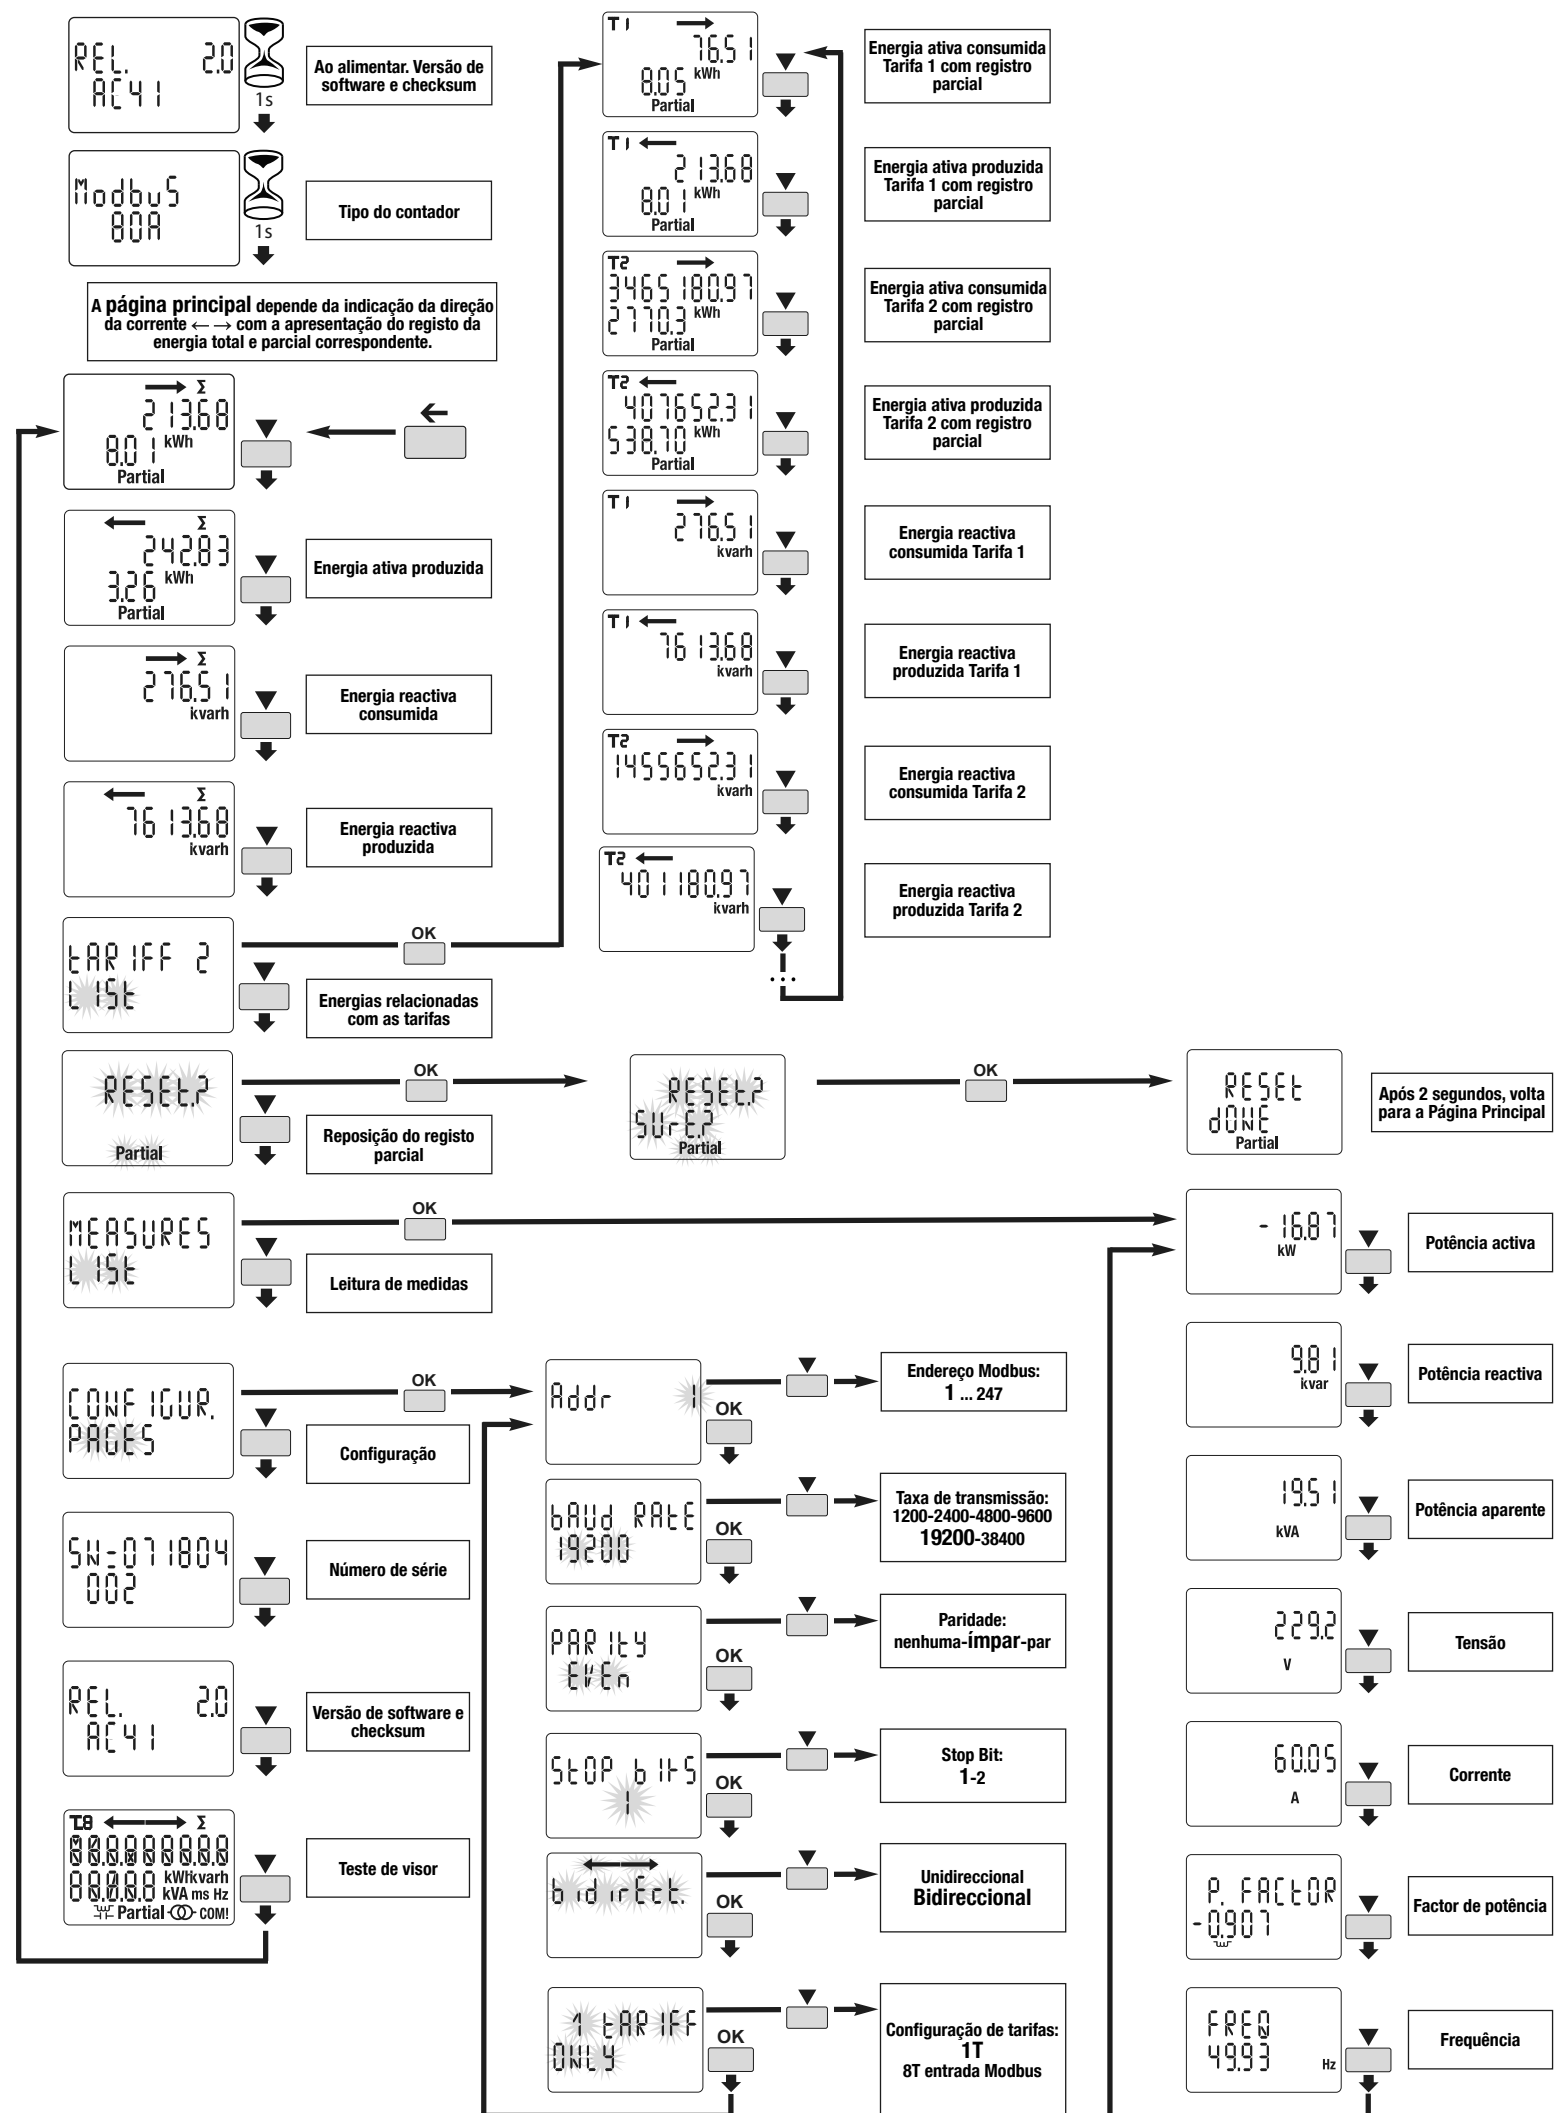 REL. 2.0
AC41
1s
Ao alimentar. Versão de
software e checksum
Modbus
80A
1s
Tipo do contador
A página principal depende da indicação da direção
da corrente ←→ com a apresentação do registo da
energia total e parcial correspondente.
→ Σ
213.68
8.01 kWh
Partial
←
← Σ
242.83
3.26 kWh
Partial
Energia ativa produzida
→ Σ
276.51
kvarh
Energia reactiva
consumida
← Σ
7613.68
kvarh
Energia reactiva
produzida
tARIFF 2
LISt
OK
Energias relacionadas
com as tarifas
T1 →
76.51
8.05 kWh
Partial
Energia ativa consumida
Tarifa 1 com registro
parcial
T1 ←
213.68
8.01 kWh
Partial
Energia ativa produzida
Tarifa 1 com registro
parcial
T2 →
3465180.97
2770.3 kWh
Partial
Energia ativa consumida
Tarifa 2 com registro
parcial
T2 ←
407652.31
538.70 kWh
Partial
Energia ativa produzida
Tarifa 2 com registro
parcial
T1 →
276.51
kvarh
Energia reactiva
consumida Tarifa 1
T1 ←
7613.68
kvarh
Energia reactiva
produzida Tarifa 1
T2 →
1455652.31
kvarh
Energia reactiva
consumida Tarifa 2
T2 ←
401180.97
kvarh
Energia reactiva
produzida Tarifa 2
...
RESEt.?
Partial
OK
Reposição do registo
parcial
RESEt.?
SUrE.?
Partial
OK
RESEt
dONE
Partial
Após 2 segundos, volta
para a Página Principal
MEASURES
LISt
OK
Leitura de medidas
-16.87
kW
Potência activa
9.81
kvar
Potência reactiva
19.51
kVA
Potência aparente
229.2
V
Tensão
60.05
A
Corrente
P. FACtOR
-0.907
Factor de potência
FREQ
49.93 Hz
Frequência
CONFIGUR.
PAGES
OK
Configuração
Addr 1
OK
Endereço Modbus:
1 ... 247
bAUd RAtE
19200
OK
Taxa de transmissão:
1200-2400-4800-9600
19200-38400
PARItY
EVEn
OK
Paridade:
nenhuma-ímpar-par
StOP bItS
1
OK
Stop Bit:
1-2
←→
bidirEct.
OK
Unidireccional
Bidireccional
1 tARIFF
ONLY
OK
Configuração de tarifas:
1T
8T entrada Modbus
SN=071804
002
Número de série
REL. 2.0
AC41
Versão de software e
checksum
T.8 ←→ Σ
kWhkvarh
kVA ms Hz
Partial COM!
Teste de visor